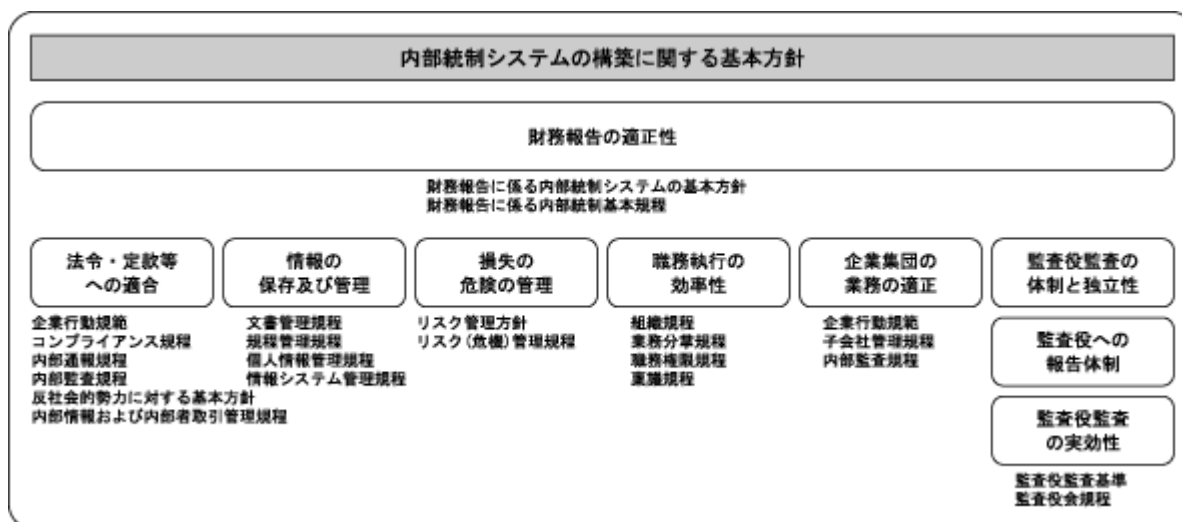 内部統制システムの構築に関する基本方針
財務報告の適正性
財務報告に係る内部統制システムの基本方針
財務報告に係る内部統制基本規程
法令・定款等
への適合
企業行動規範
コンプライアンス規程
内部通報規程
内部監査規程
反社会的勢力に対する基本方針
内部情報および内部者取引管理規程
情報の
保存及び管理
文書管理規程
規程管理規程
個人情報管理規程
情報システム管理規程
損失の
危険の管理
リスク管理方針
リスク(危機)管理規程
職務執行の
効率性
組織規程
業務分掌規程
職務権限規程
稟議規程
企業集団の
業務の適正
企業行動規範
子会社管理規程
内部監査規程
監査役監査の
体制と独立性
監査役への
報告体制
監査役監査
の実効性
監査役監査基準
監査役会規程